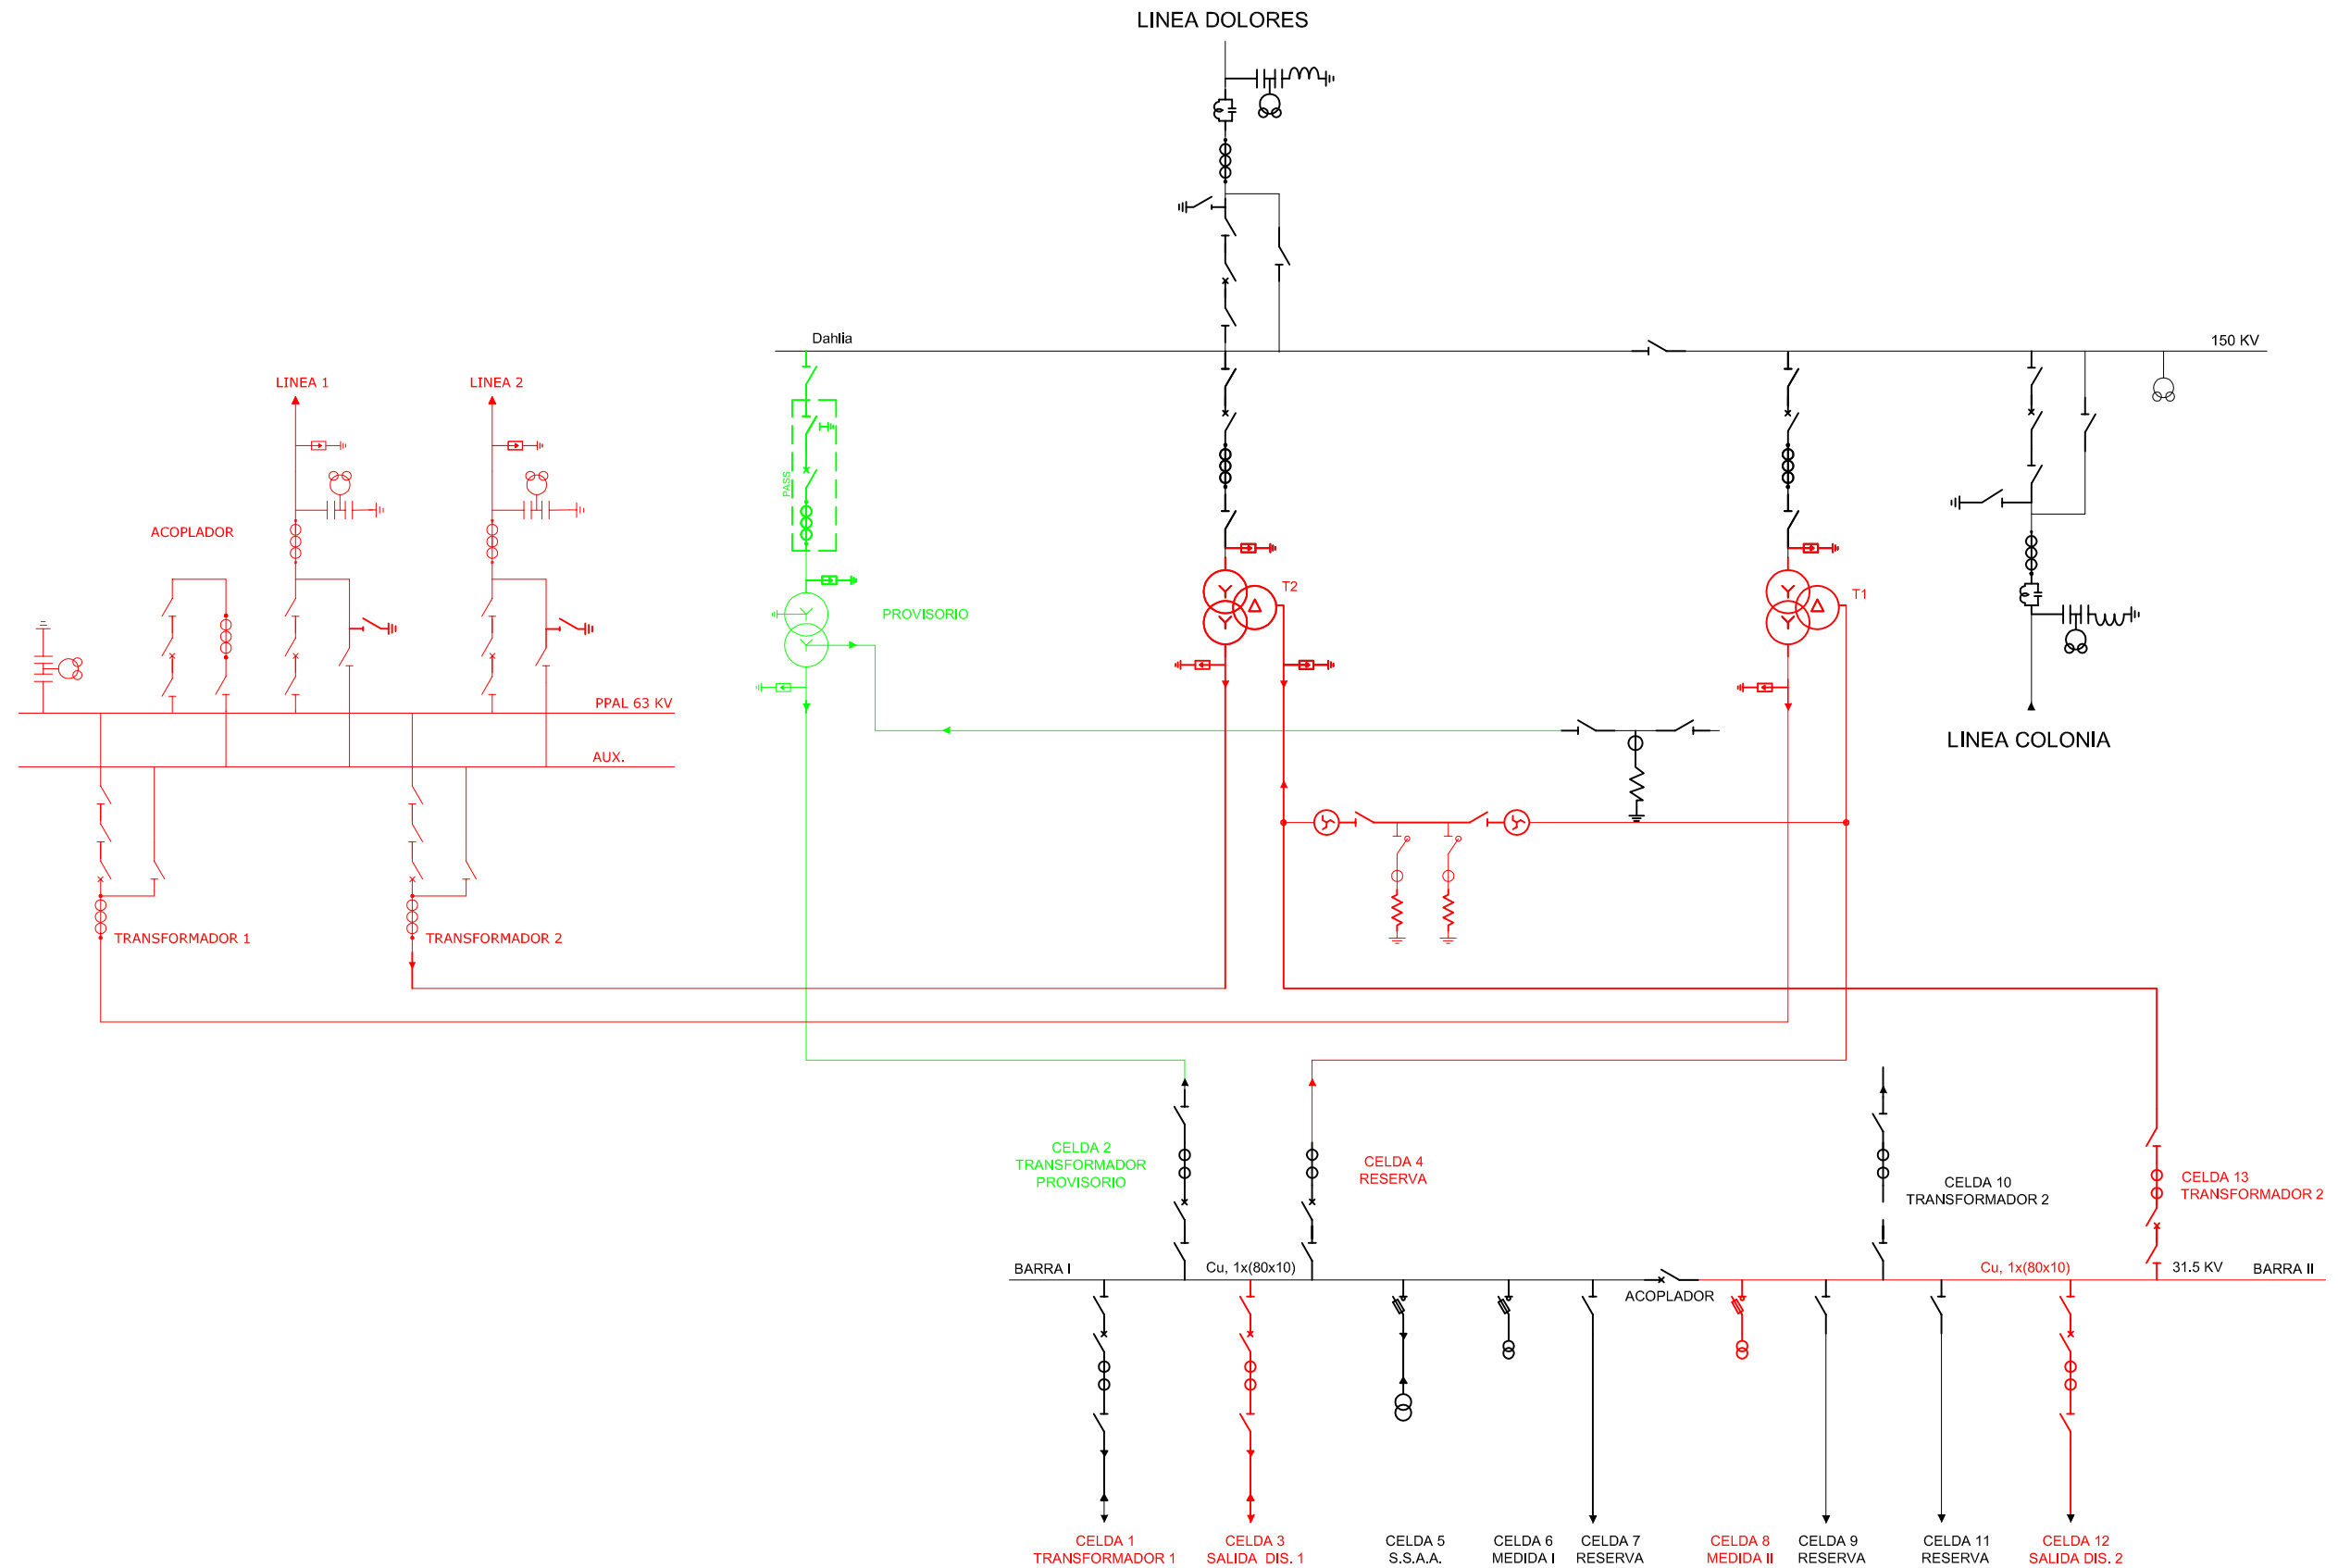 LINEA DOLORES
Dahlia
150 KV
LINEA 1
LINEA 2
PASS
ACOPLADOR
T2
T1
PROVISORIO
PPAL 63 KV
AUX.
LINEA COLONIA
TRANSFORMADOR 1
TRANSFORMADOR 2
CELDA 2
TRANSFORMADOR
PROVISORIO
CELDA 4
RESERVA
CELDA 10
TRANSFORMADOR 2
CELDA 13
TRANSFORMADOR 2
BARRA I
Cu, 1x(80x10)
Cu, 1x(80x10)
31.5 KV
BARRA II
ACOPLADOR
CELDA 1
TRANSFORMADOR 1
CELDA 3
SALIDA DIS. 1
CELDA 5
S.S.A.A.
CELDA 6
MEDIDA I
CELDA 7
RESERVA
CELDA 8
MEDIDA II
CELDA 9
RESERVA
CELDA 11
RESERVA
CELDA 12
SALIDA DIS. 2